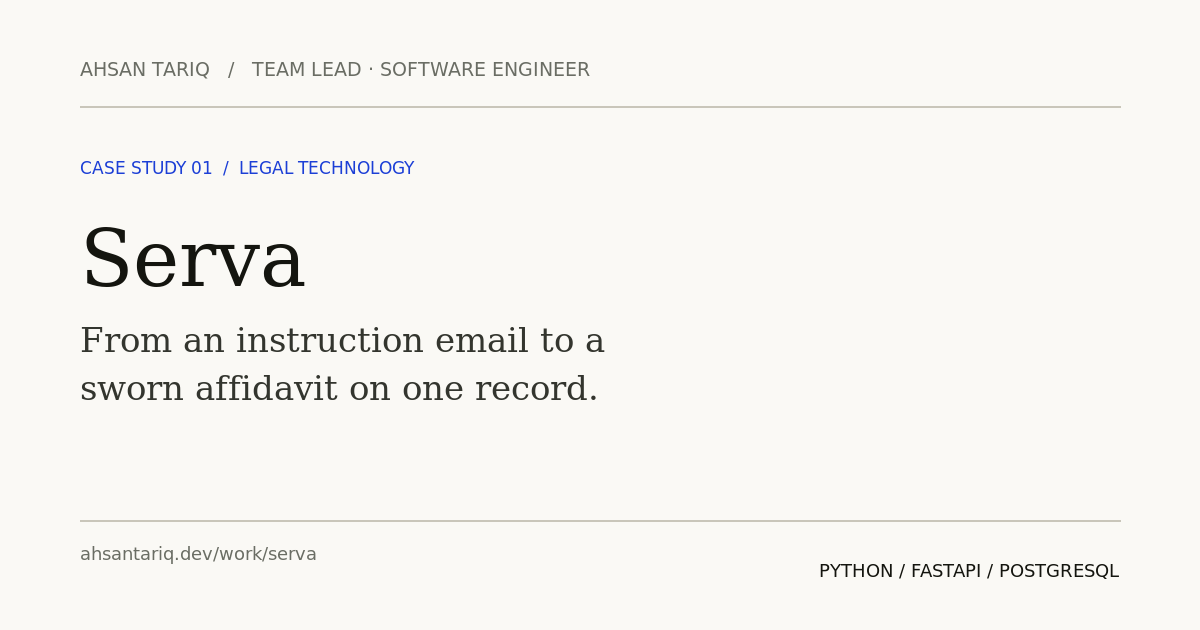 AHSAN TARIQ / TEAM LEAD · SOFTWARE ENGINEER
CASE STUDY 01 / LEGAL TECHNOLOGY
Serva
From an instruction email to a
sworn affidavit on one record.
ahsantariq.dev/work/serva
PYTHON / FASTAPI / POSTGRESQL